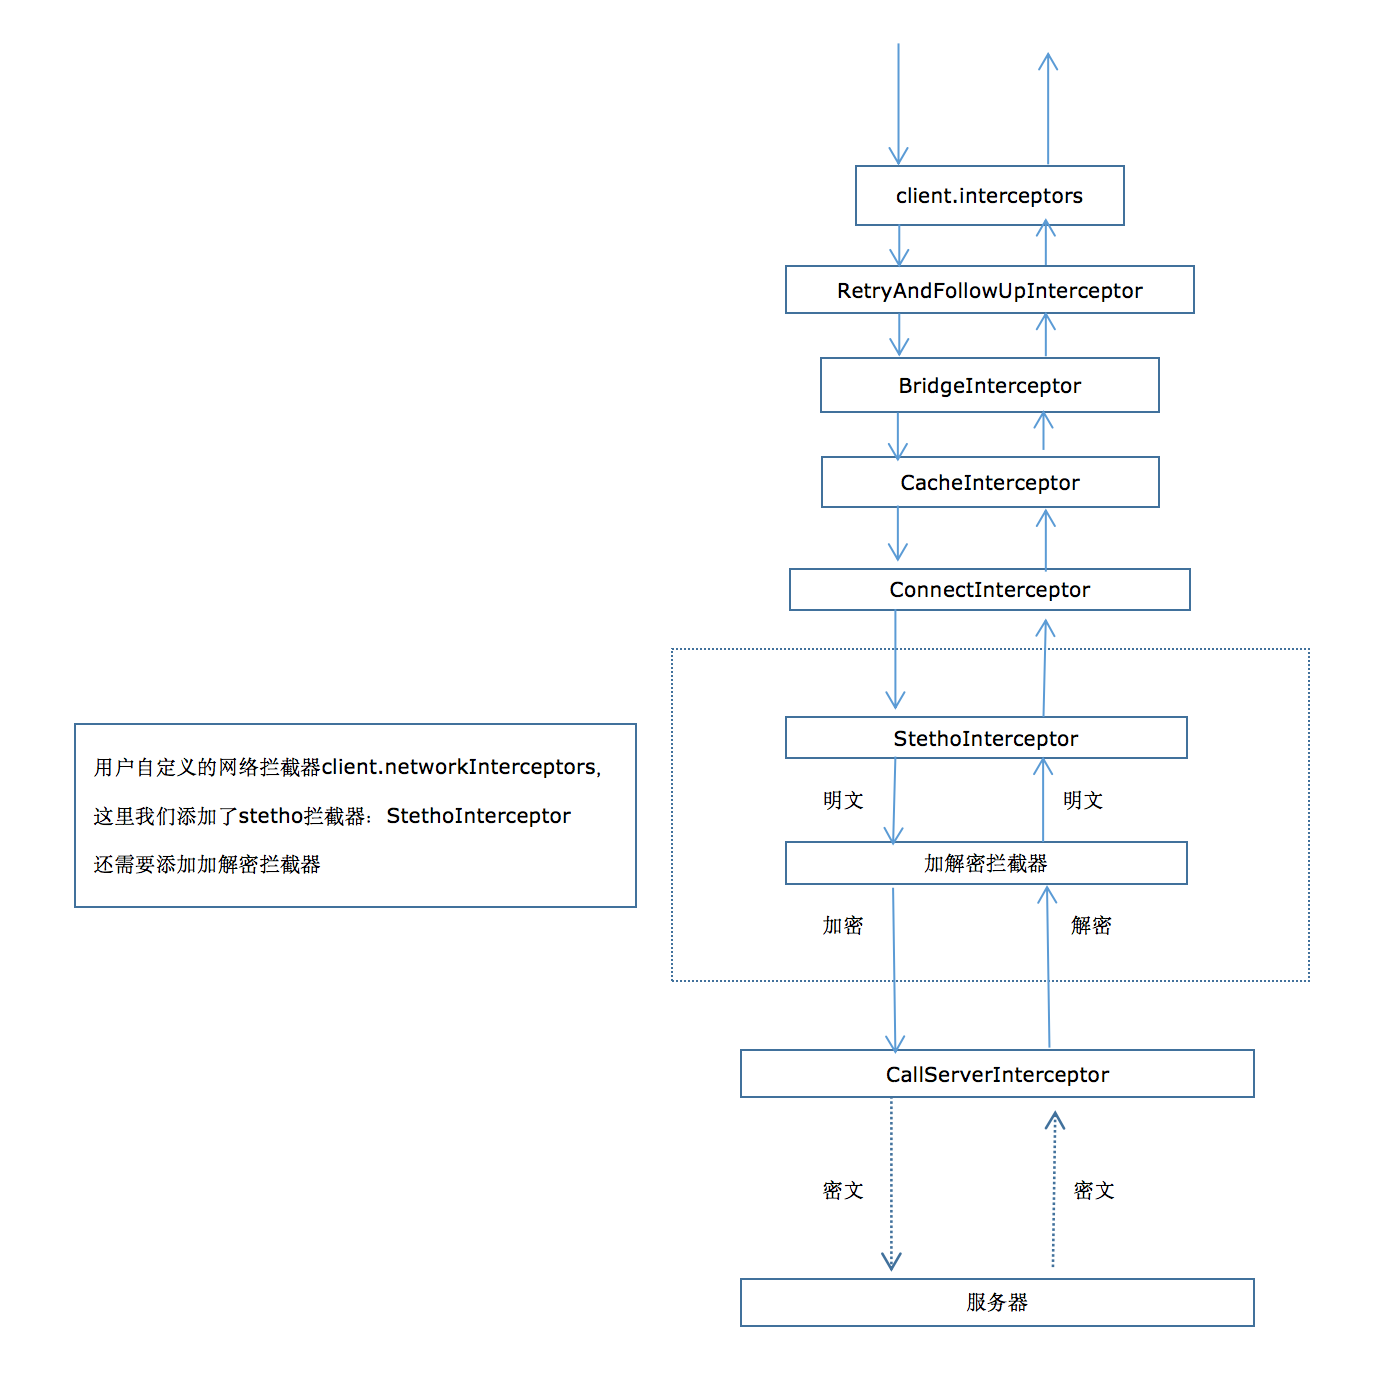 client.interceptors
RetryAndFollowUpInterceptor
BridgeInterceptor
CacheInterceptor
ConnectInterceptor
用户自定义的网络拦截器client.networkInterceptors,
这里我们添加了stetho拦截器：StethoInterceptor
还需要添加加解密拦截器
StethoInterceptor
明文 明文
加解密拦截器
加密 解密
CallServerInterceptor
密文 密文
服务器